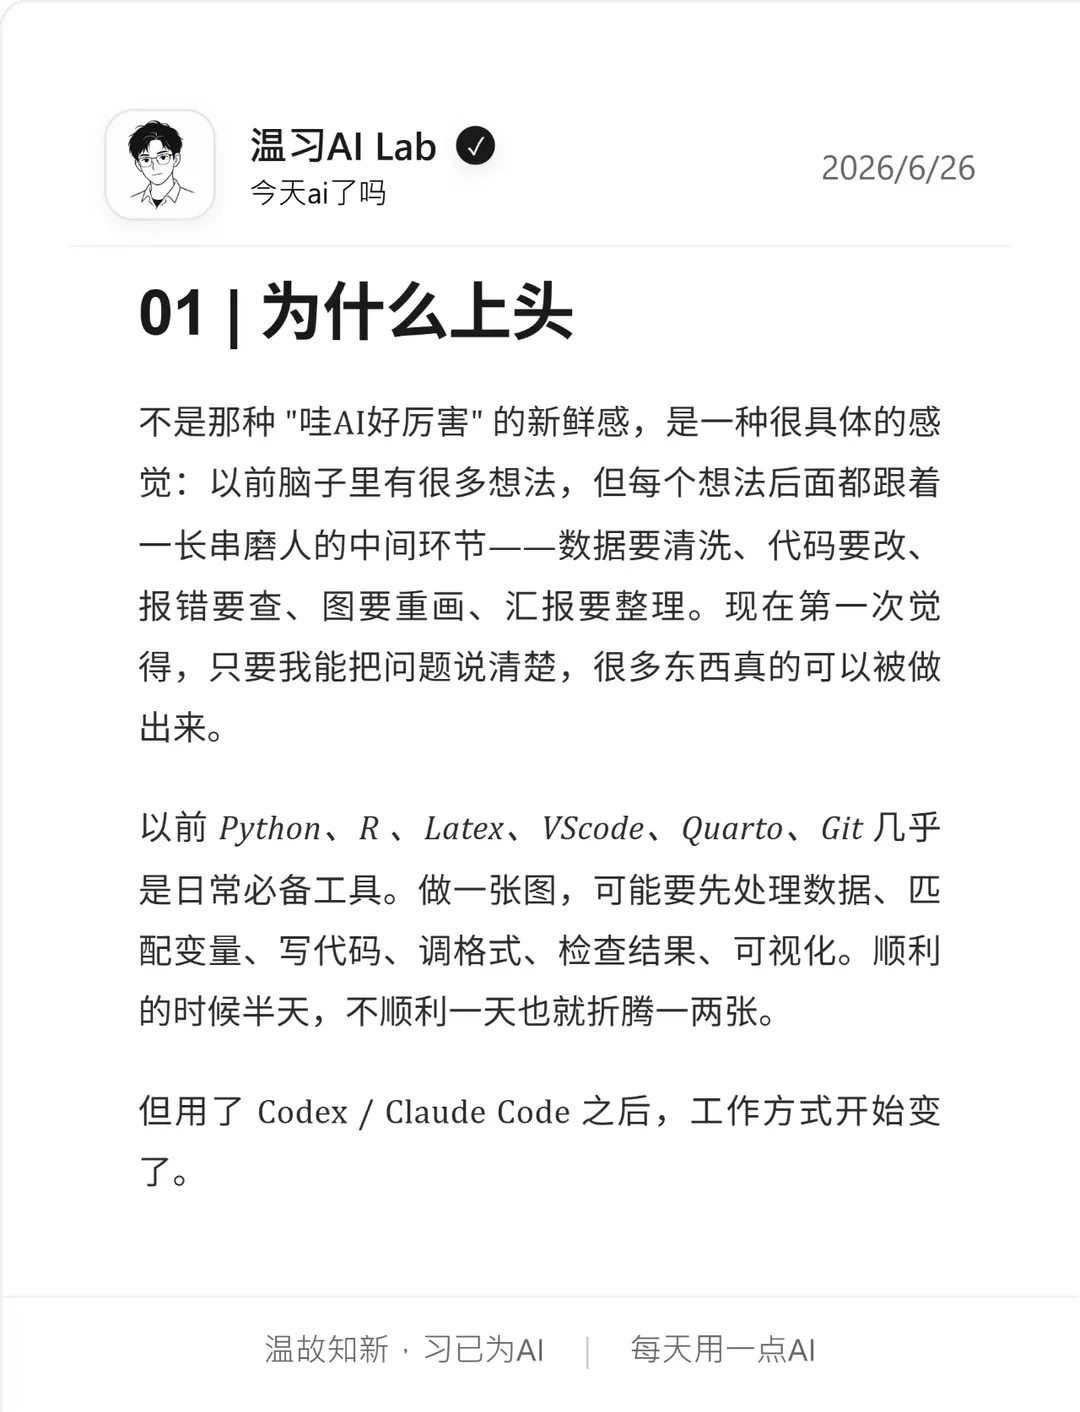 温习AI Lab
今天ai了吗
2026/6/26
01 | 为什么上头
不是那种 "哇AI好厉害" 的新鲜感，是一种很具体的感
觉：以前脑子里有很多想法，但每个想法后面都跟着
一长串磨人的中间环节——数据要清洗、代码要改、
报错要查、图要重画、汇报要整理。现在第一次觉
得，只要我能把问题说清楚，很多东西真的可以被做
出来。
以前 Python、R 、Latex、VScode、Quarto、Git 几乎
是日常必备工具。做一张图，可能要先处理数据、匹
配变量、写代码、调格式、检查结果、可视化。顺利
的时候半天，不顺利一天也就折腾一两张。
但用了 Codex / Claude Code 之后，工作方式开始变
了。
温故知新 · 习已为AI | 每天用一点AI